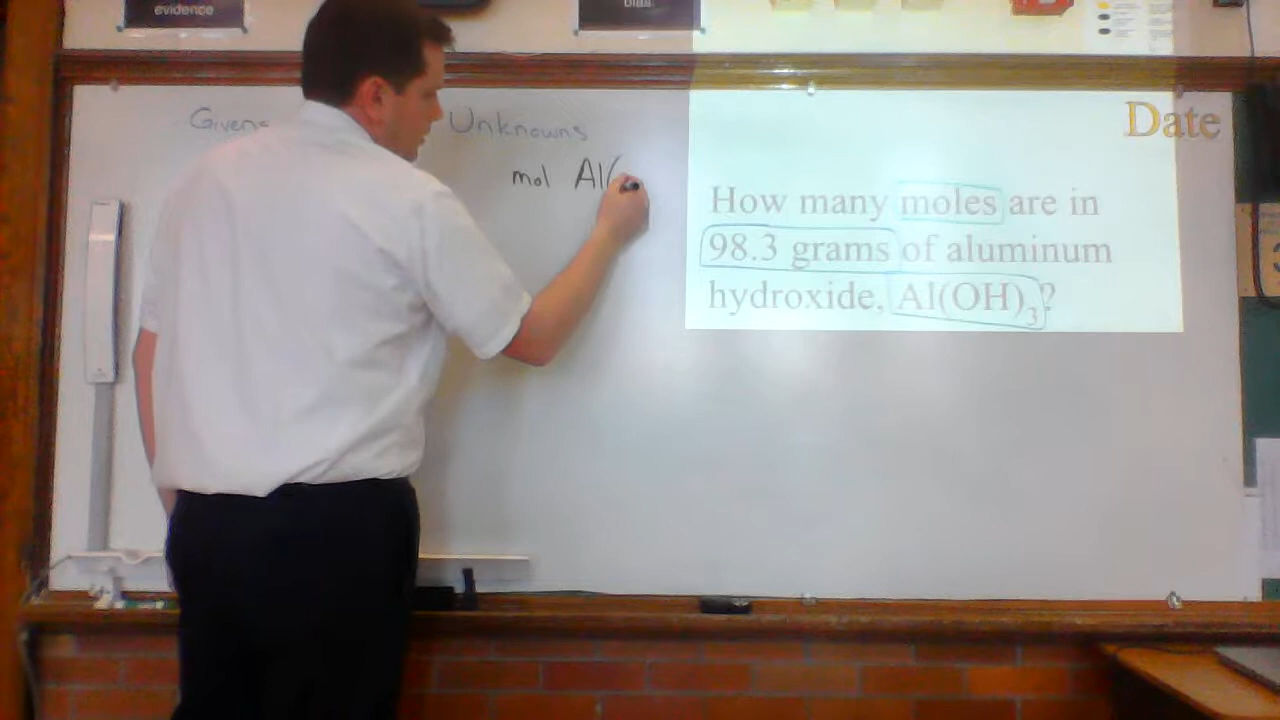 evidence
bias
Givens
Unknowns
mol Al(
Date
How many moles are in
98.3 grams of aluminum
hydroxide, Al(OH)₃?